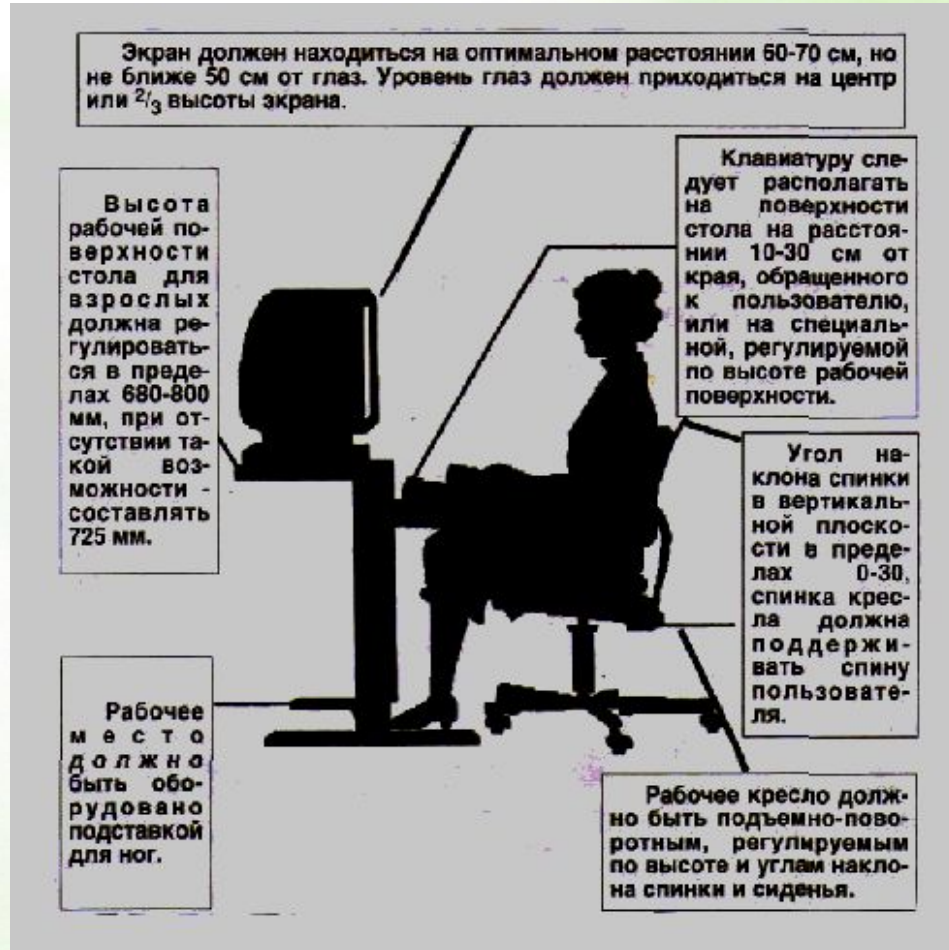 Экран должен находиться на оптимальном расстоянии 60-70 см, но
не ближе 50 см от глаз. Уровень глаз должен приходиться на центр
или 2/3 высоты экрана.
Клавиатуру сле-
дует располагать
на поверхности
стола на расстоя-
нии 10-30 см от
края, обращенного
к пользователю,
или на специаль-
ной, регулируемой
по высоте рабочей
поверхности.
Высота
рабочей по-
верхности
стола для
взрослых
должна ре-
гулировать-
ся в преде-
лах 680-800
мм, при от-
сутствии та-
кой воз-
можности -
составлять
725 мм.
Угол на-
клона спинки
в вертикаль-
ной плоско-
сти в преде-
лах 0-30,
спинка крес-
ла должна
поддержи-
вать спину
пользовате-
ля.
Рабочее
место
должно
быть обо-
рудовано
подставкой
для ног.
Рабочее кресло долж-
но быть подъемно-пово-
ротным, регулируемым
по высоте и углам накло-
на спинки и сиденья.